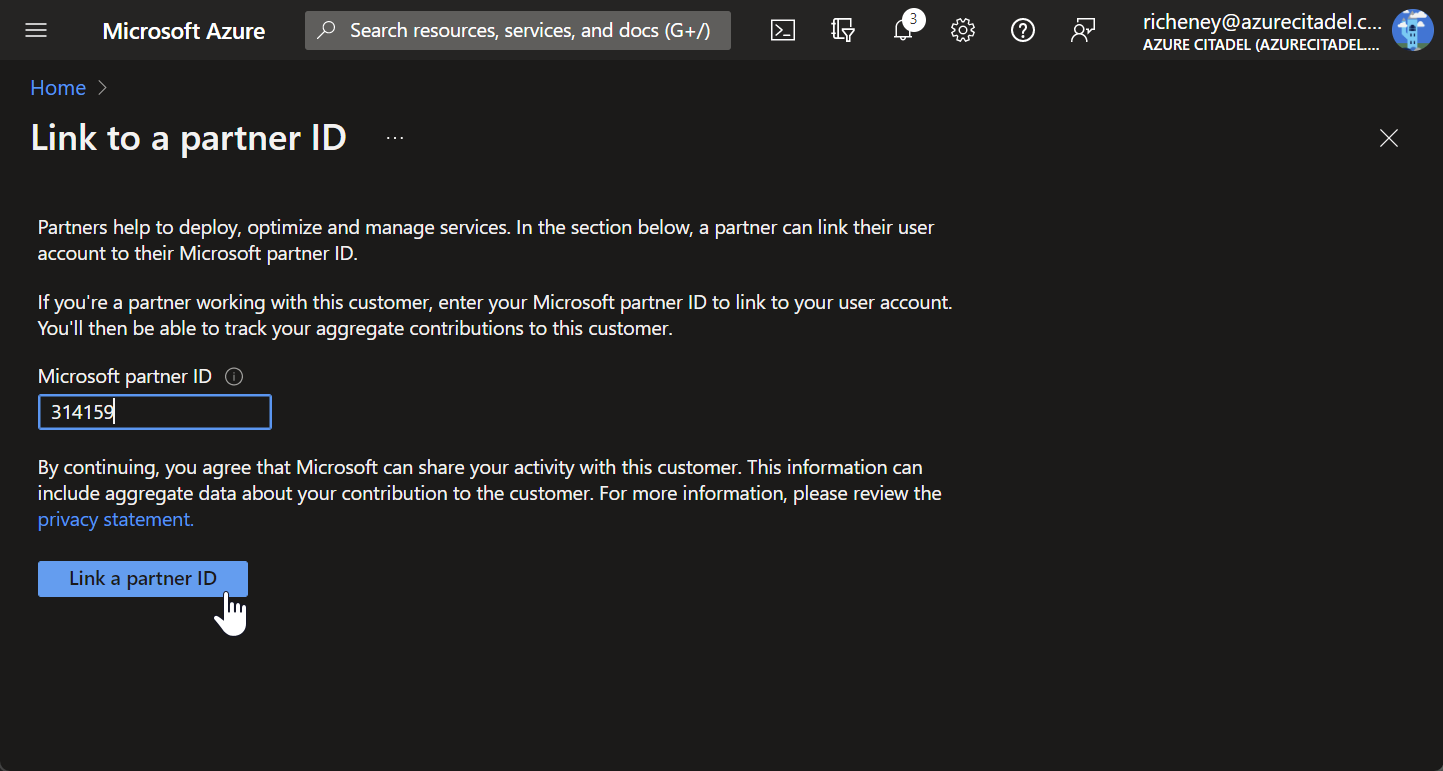 Microsoft Azure
Search resources, services, and docs (G+/)
3
richeney@azurecitadel.c...
AZURE CITADEL (AZURECITADEL....
Home
Link to a partner ID
Partners help to deploy, optimize and manage services. In the section below, a partner can link their user
account to their Microsoft partner ID.
If you're a partner working with this customer, enter your Microsoft partner ID to link to your user account.
You'll then be able to track your aggregate contributions to this customer.
Microsoft partner ID
314159
By continuing, you agree that Microsoft can share your activity with this customer. This information can
include aggregate data about your contribution to the customer. For more information, please review the
privacy statement.
Link a partner ID